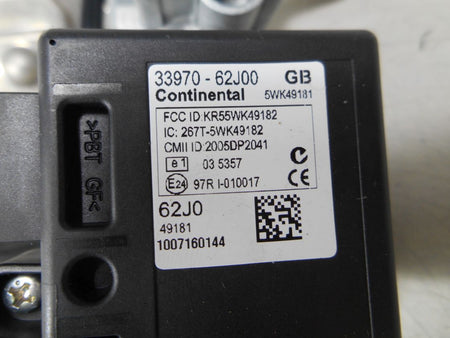 33970 - 62J00 GB
Continental 5WK49181
FCC ID:KR55WK49182
IC: 267T-5WK49182
CMII ID:2005DP2041
e1 03 5357
E24 97R I-010017 CE
62J0
49181
1007160144
>PBT GF<